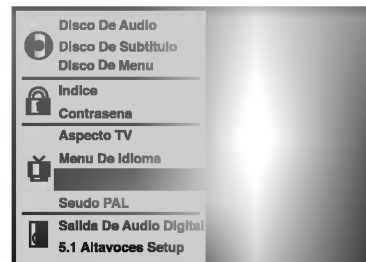 Disco De Audio
Disco De Subtitulo
Disco De Menu
Indice
Contrasena
Aspecto TV
Menu De Idioma
Seudo PAL
Salida De Audio Digital
5.1 Altavoces Setup